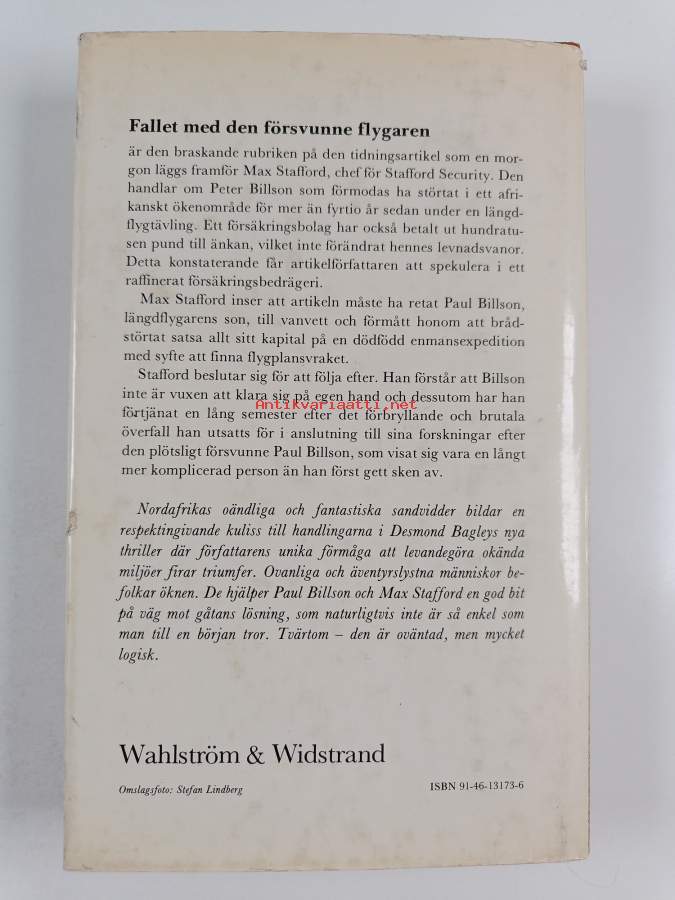 Fallet med den försvunne flygaren
är den braskande rubriken på den tidningsartikel som en mor-
gon läggs framför Max Stafford, chef för Stafford Security. Den
handlar om Peter Billson som förmodas ha störtat i ett afri-
kanskt ökenområde för mer än fyrtio år sedan under en längd-
flygtävling. Ett försäkringsbolag har också betalt ut hundratu-
sen pund till änkan, vilket inte förändrat hennes levnadsvanor.
Detta konstaterande får artikelförfattaren att spekulera i ett
raffinerat försäkringsbedrägeri.
Max Stafford inser att artikeln måste ha retat Paul Billson,
längdflygarens son, till vanvett och förmått honom att bråd-
störtat satsa allt sitt kapital på en dödfödd enmansexpedition
med syfte att finna flygplansvraket.
Stafford beslutar sig för att följa efter. Han förstår att Billson
inte är vuxen att klara sig på egen hand och dessutom har han
Antikvariaatti.net
förtjänat en lång semester efter det förbryllande och brutala
överfall han utsatts för i anslutning till sina forskningar efter
den plötsligt försvunne Paul Billson, som visat sig vara en långt
mer komplicerad person än han först gett sken av.
Nordafrikas oändliga och fantastiska sandvidder bildar en
respektingivande kuliss till handlingarna i Desmond Bagleys nya
thriller där författarens unika förmåga att levandegöra okända
miljöer firar triumfer. Ovanliga och äventyrslystna människor be-
folkar öknen. De hjälper Paul Billson och Max Stafford en god bit
på väg mot gåtans lösning, som naturligtvis inte är så enkel som
man till en början tror. Tvärtom – den är oväntad, men mycket
logisk.
Wahlström & Widstrand
Omslagsfoto: Stefan Lindberg
ISBN 91-46-13173-6